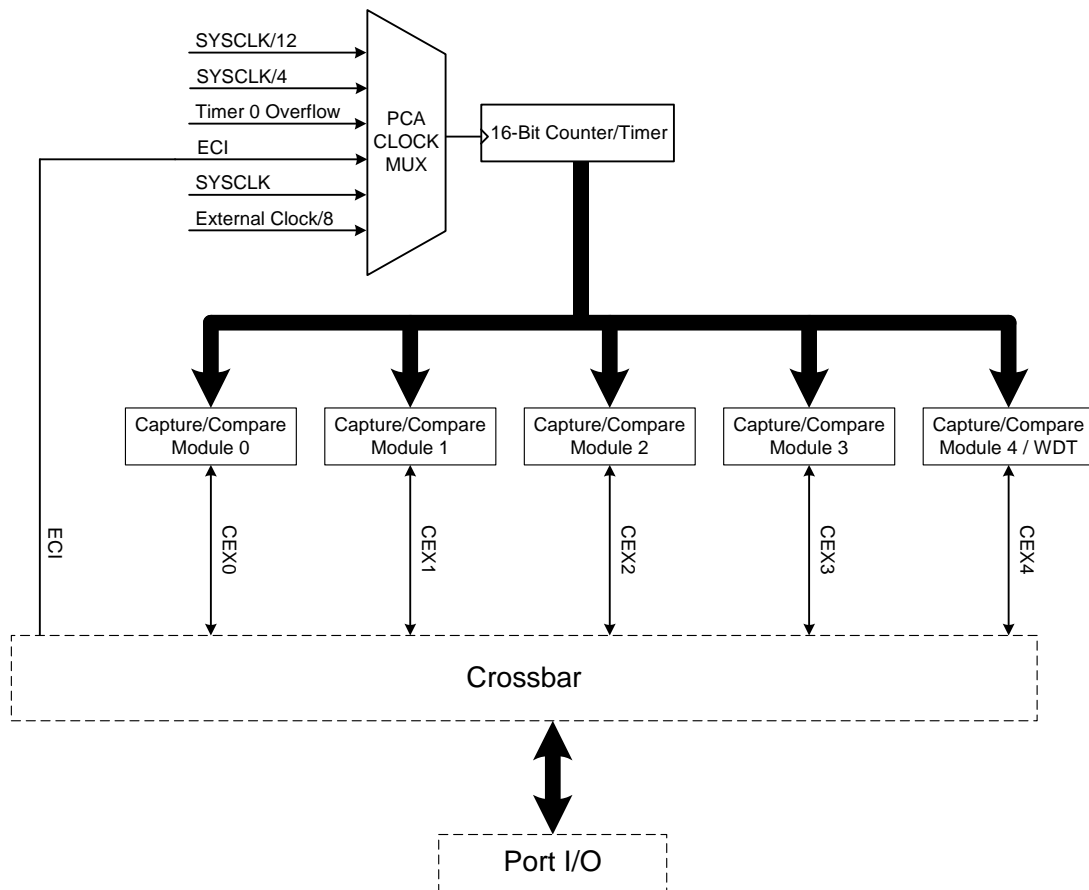 SYSCLK/12
SYSCLK/4
Timer 0 Overflow
ECI
SYSCLK
External Clock/8
PCA
CLOCK
MUX
16-Bit Counter/Timer
Capture/Compare
Module 0
Capture/Compare
Module 1
Capture/Compare
Module 2
Capture/Compare
Module 3
Capture/Compare
Module 4 / WDT
ECI
CEX0
CEX1
CEX2
CEX3
CEX4
Crossbar
Port I/O